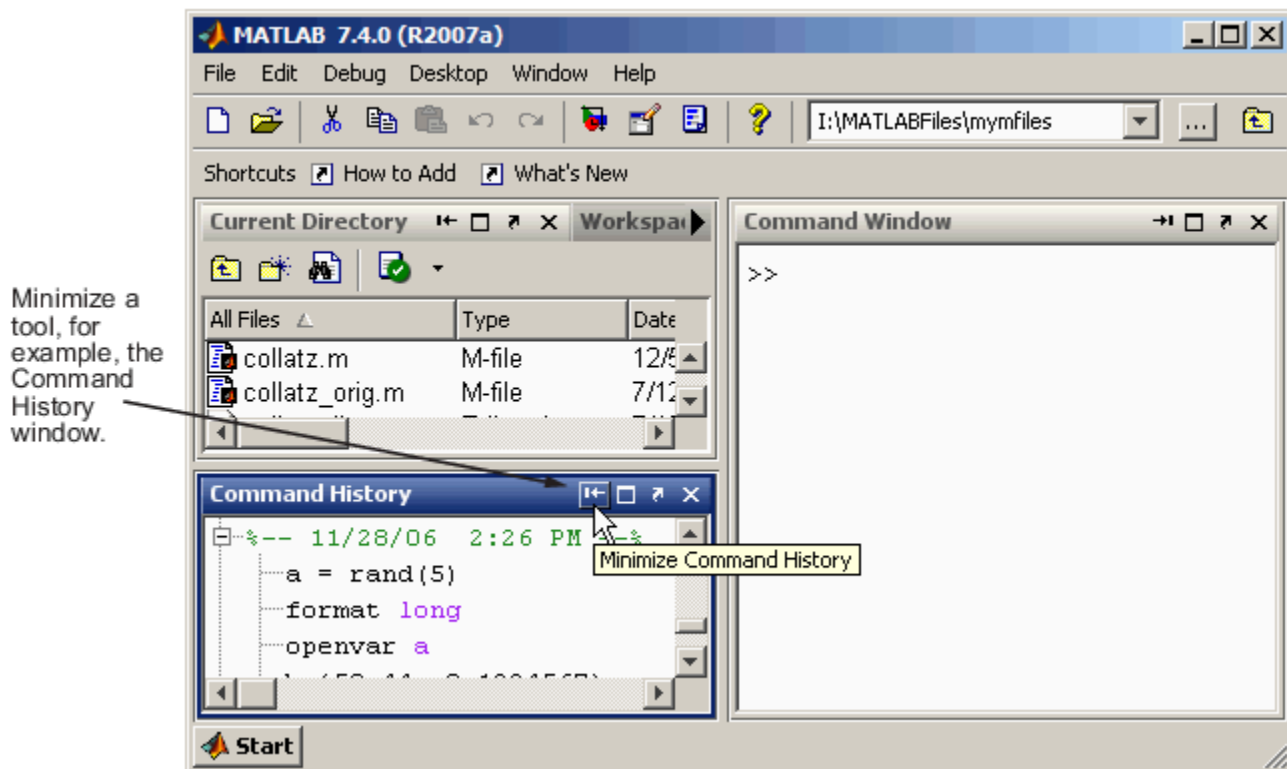 MATLAB 7.4.0 (R2007a)
File Edit Debug Desktop Window Help
I:\MATLABFiles\mymfiles
...
Shortcuts How to Add What's New
Current Directory
All Files Type Date
collatz.m M-file
collatz_orig.m M-file
Command Window
>>
Minimize a
tool, for
example, the
Command
History
window.
Command History
%-- 11/28/06 2:26 PM --%
a = rand(5)
format long
openvar a
Minimize Command History
Start